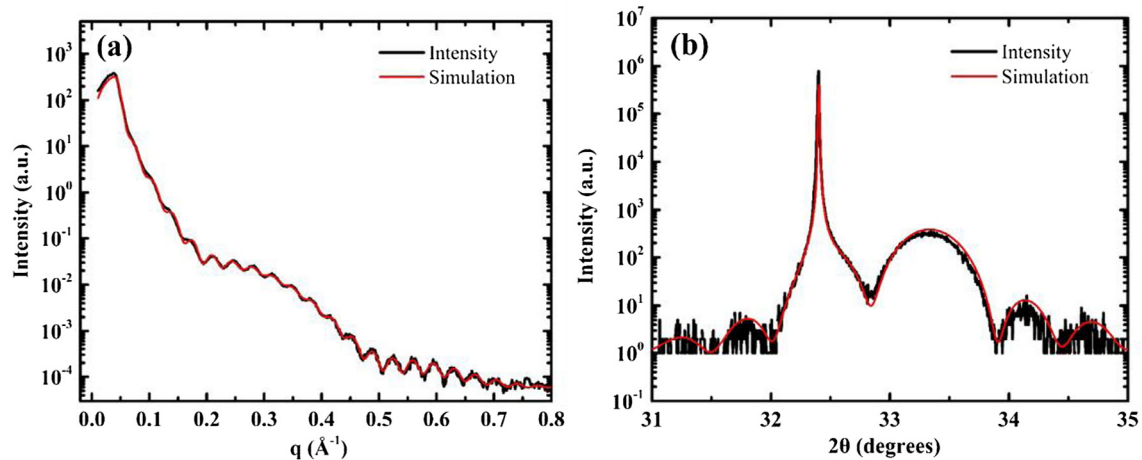 (a)
Intensity
Simulation
Intensity (a.u.)
10³
10²
10¹
10⁰
10⁻¹
10⁻²
10⁻³
10⁻⁴
0.0 0.1 0.2 0.3 0.4 0.5 0.6 0.7 0.8
q (Å⁻¹)
(b)
Intensity
Simulation
Intensity (a.u.)
10⁷
10⁶
10⁵
10⁴
10³
10²
10¹
10⁰
10⁻¹
31 32 33 34 35
2θ (degrees)